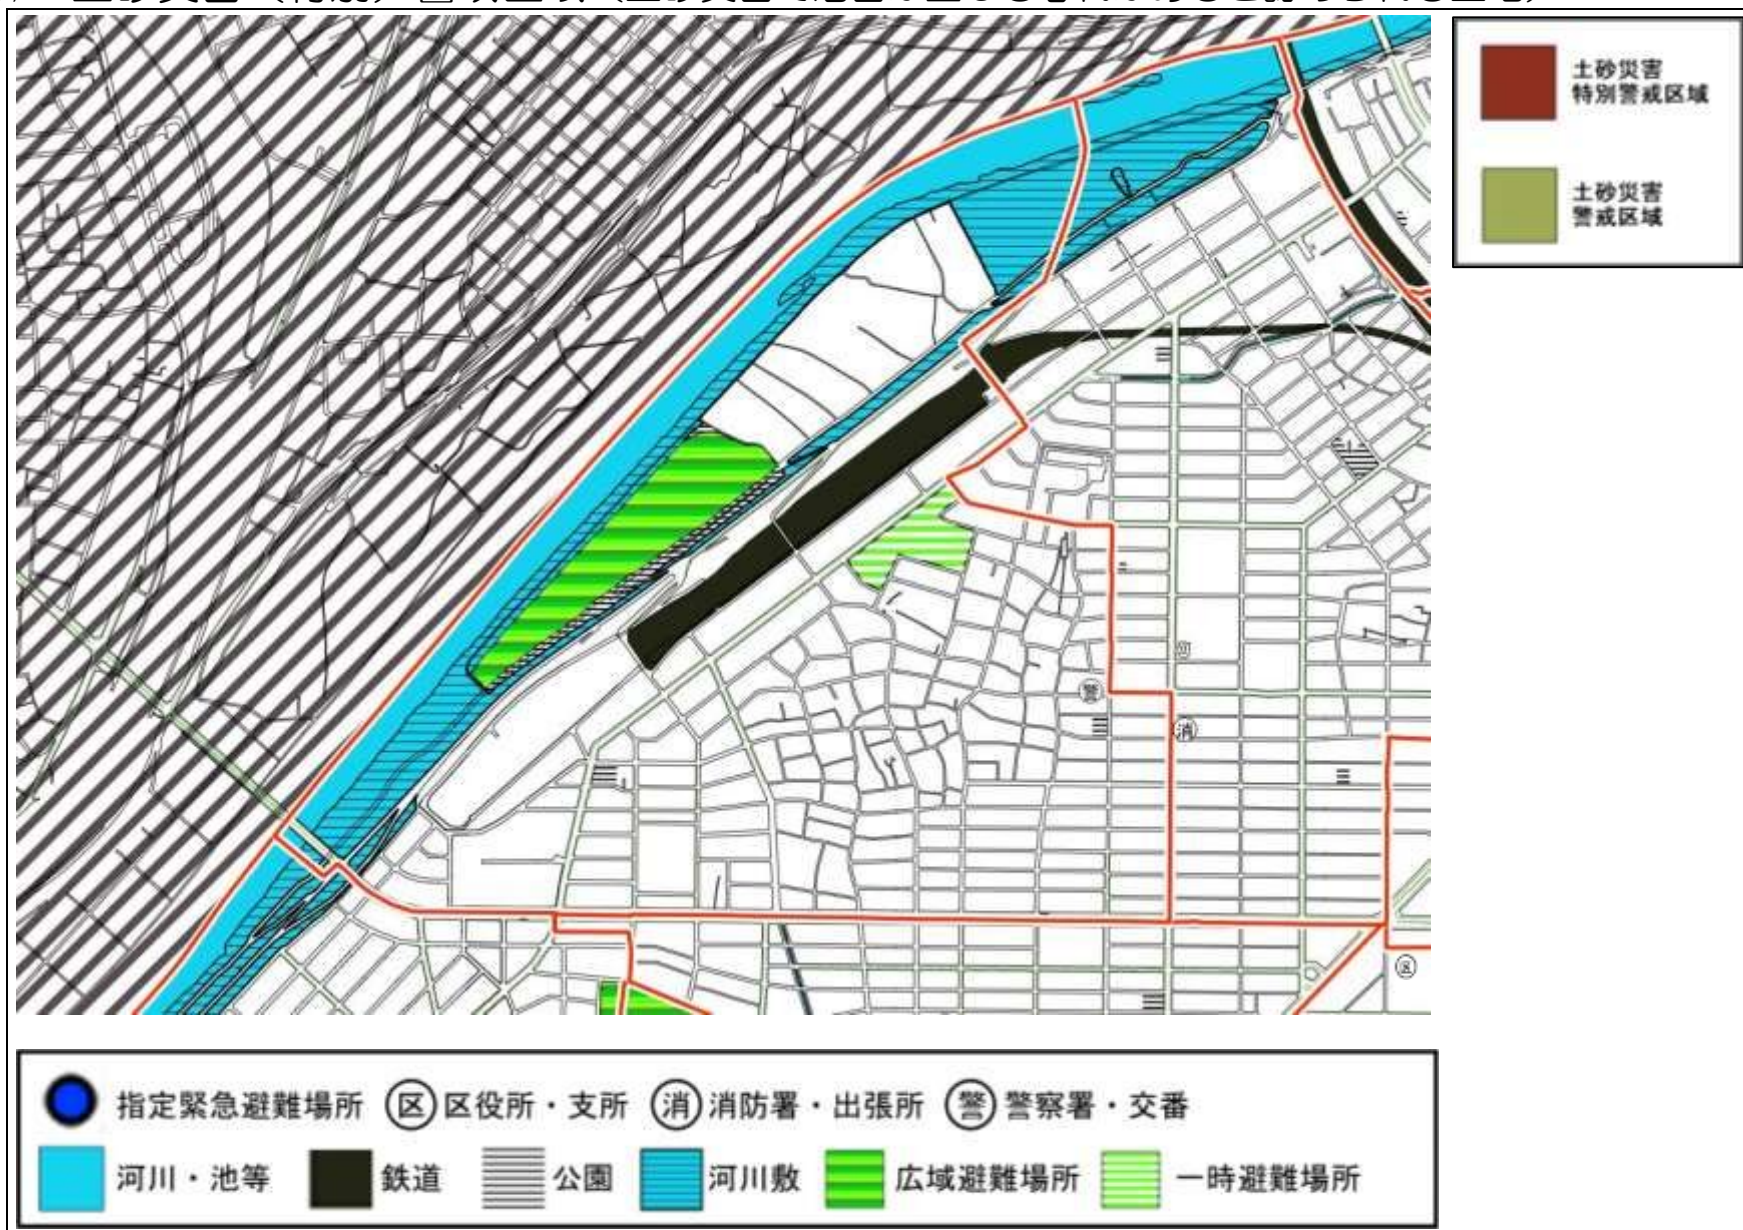 土砂災害
特別警戒区域
土砂災害
警戒区域
警
消
区
指定緊急避難場所 区 区役所・支所 消 消防署・出張所 警 警察署・交番
河川・池等 鉄道 公園 河川敷 広域避難場所 一時避難場所